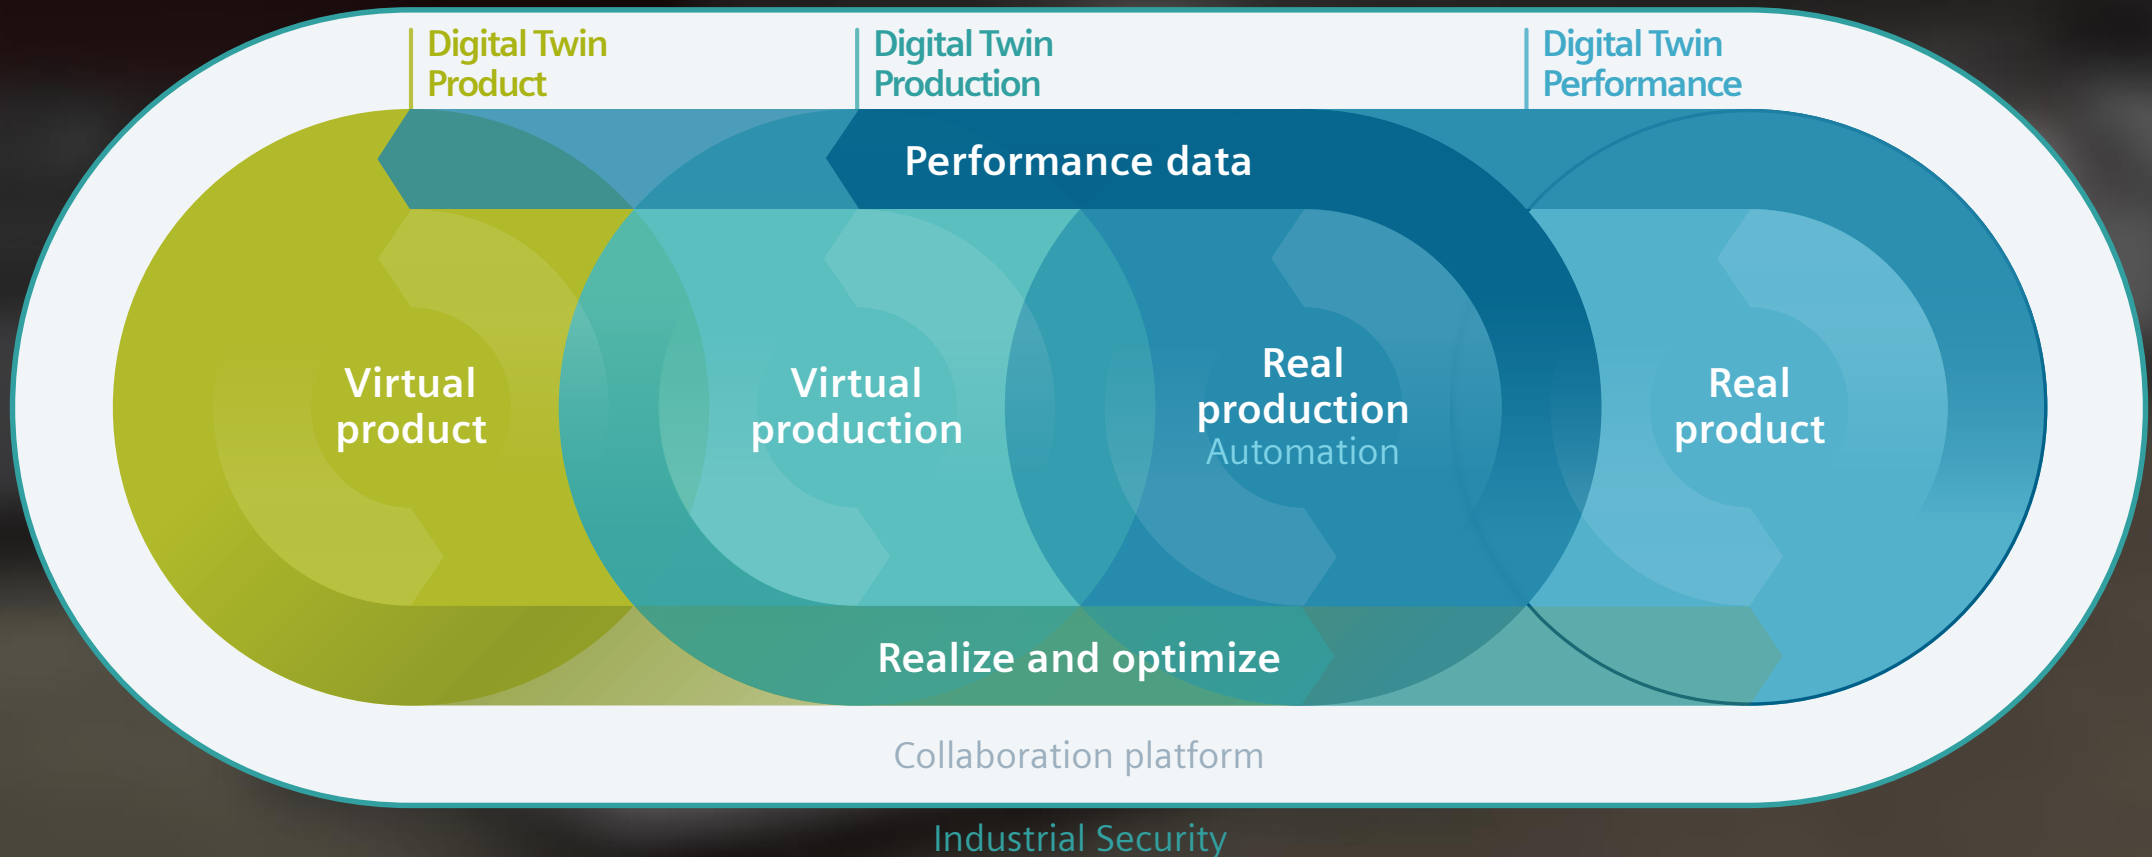 Digital Twin
Product
Digital Twin
Production
Digital Twin
Performance
Performance data
Virtual
product
Virtual
production
Real
production
Automation
Real
product
Realize and optimize
Collaboration platform
Industrial Security